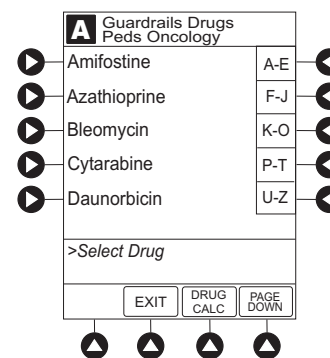 A Guardrails Drugs
Peds Oncology
Amifostine A-E
Azathioprine F-J
Bleomycin K-O
Cytarabine P-T
Daunorbicin U-Z
>Select Drug
EXIT DRUG CALC PAGE DOWN